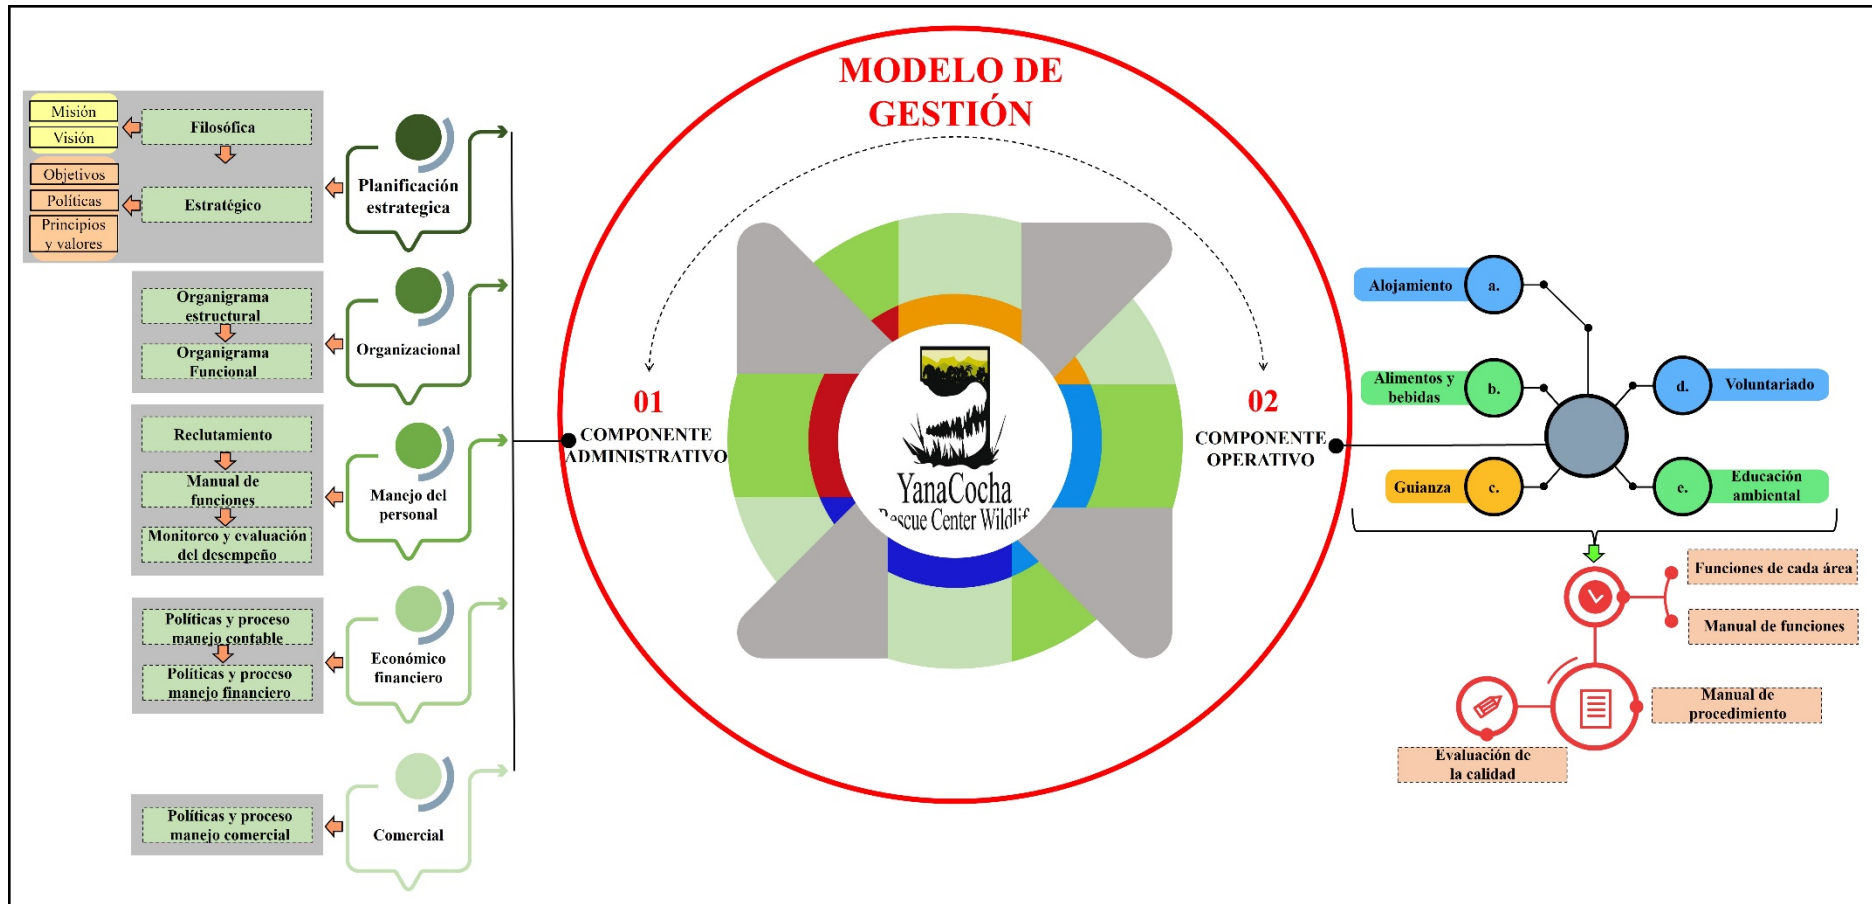 MODELO DE
GESTIÓN
Misión
Visión
Filosófica
Objetivos
Políticas
Principios
y valores
Estratégico
Planificación
estrategica
Organigrama
estructural
Organigrama
Funcional
Organizacional
Reclutamiento
Manual de
funciones
Monitoreo y evaluación
del desempeño
Manejo del
personal
Políticas y proceso
manejo contable
Políticas y proceso
manejo financiero
Económico
financiero
Políticas y proceso
manejo comercial
Comercial
01
COMPONENTE
ADMINISTRATIVO
YanaCocha
Rescue Center Wildlif
02
COMPONENTE
OPERATIVO
Alojamiento
a.
Alimentos y
bebidas
b.
Guianza
c.
d.
Voluntariado
e.
Educación
ambiental
Funciones de cada área
Manual de funciones
Manual de
procedimiento
Evaluación de
la calidad